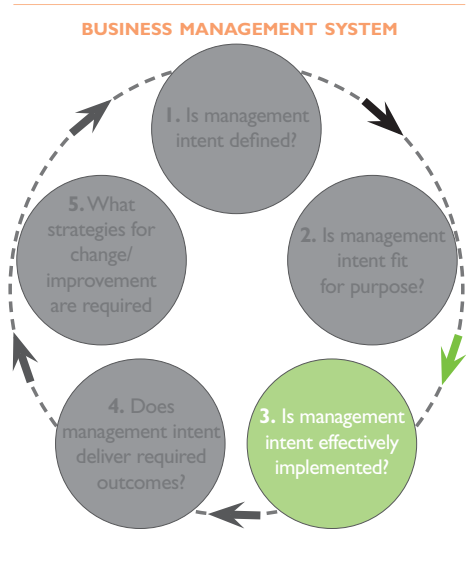 BUSINESS MANAGEMENT SYSTEM
1. Is management
intent defined?
2. Is management
intent fit
for purpose?
3. Is management
intent effectively
implemented?
4. Does
management intent
deliver required
outcomes?
5. What
strategies for
change/
improvement
are required